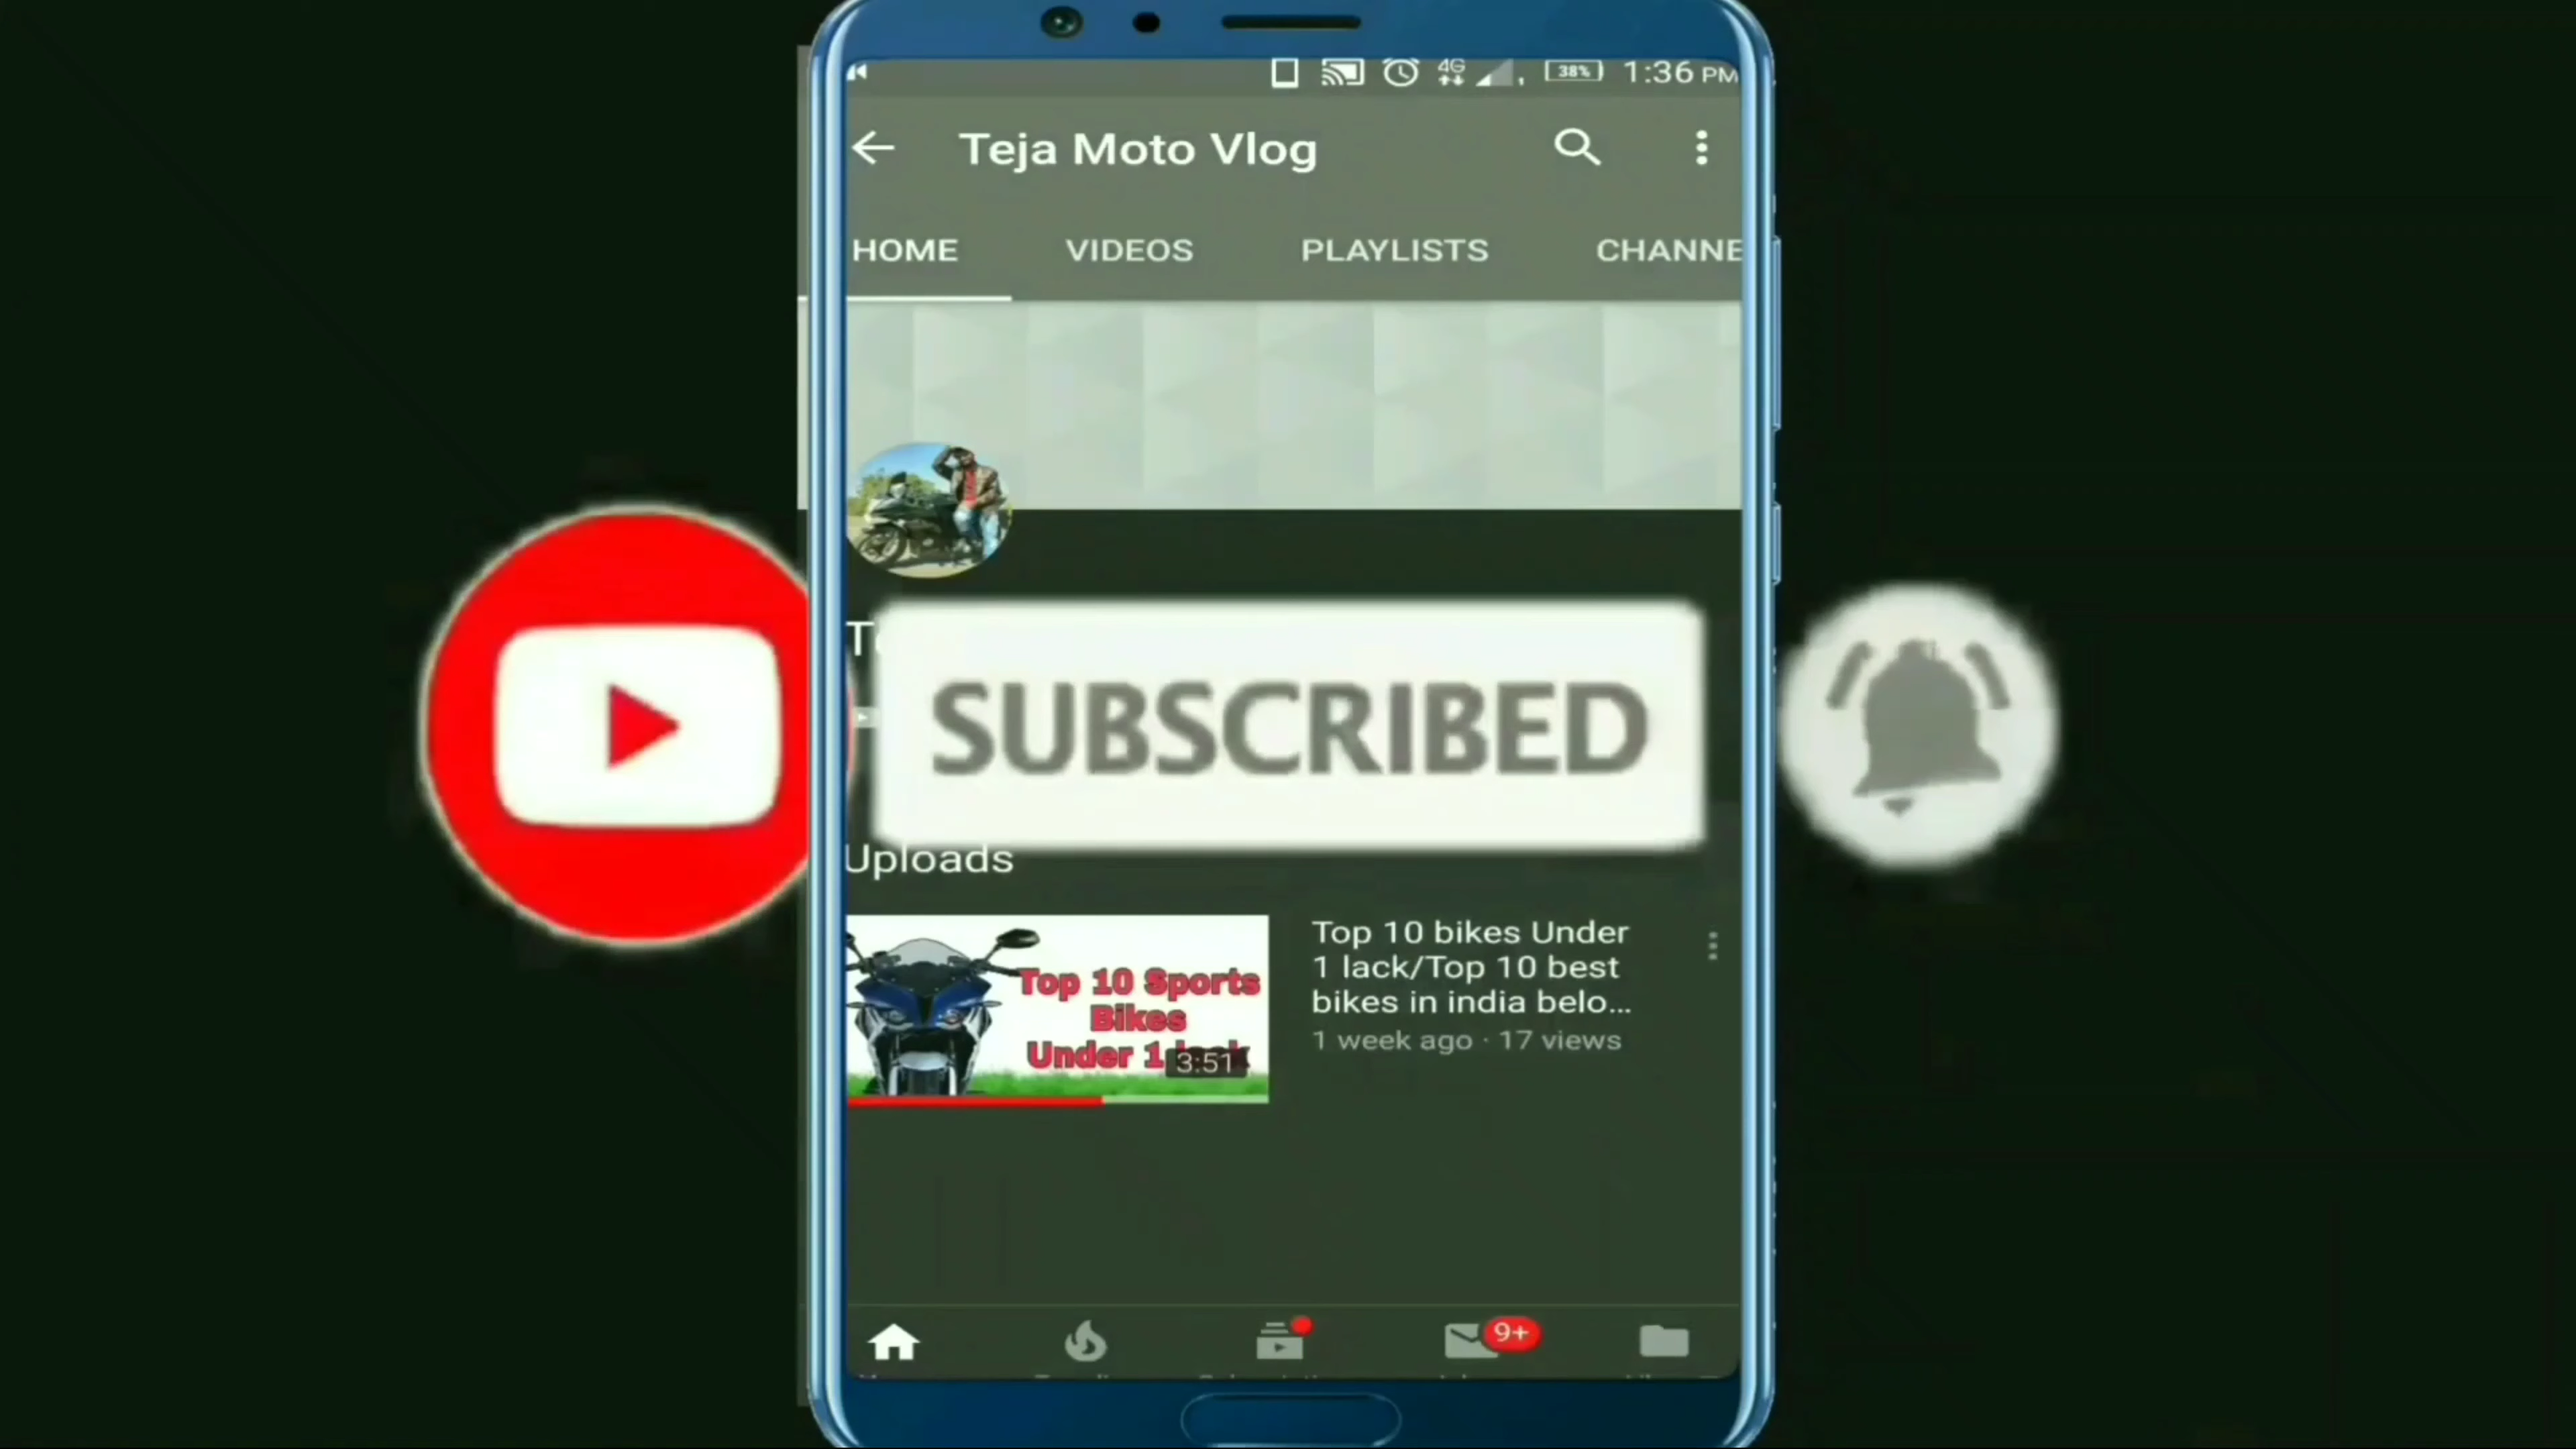 4G 38% 1:36 PM
Teja Moto Vlog
HOME VIDEOS PLAYLISTS CHANNE
SUBSCRIBED
Uploads
Top 10 Sports
Bikes
Under 1
3:51
Top 10 bikes Under
1 lack/Top 10 best
bikes in india belo...
1 week ago · 17 views
9+